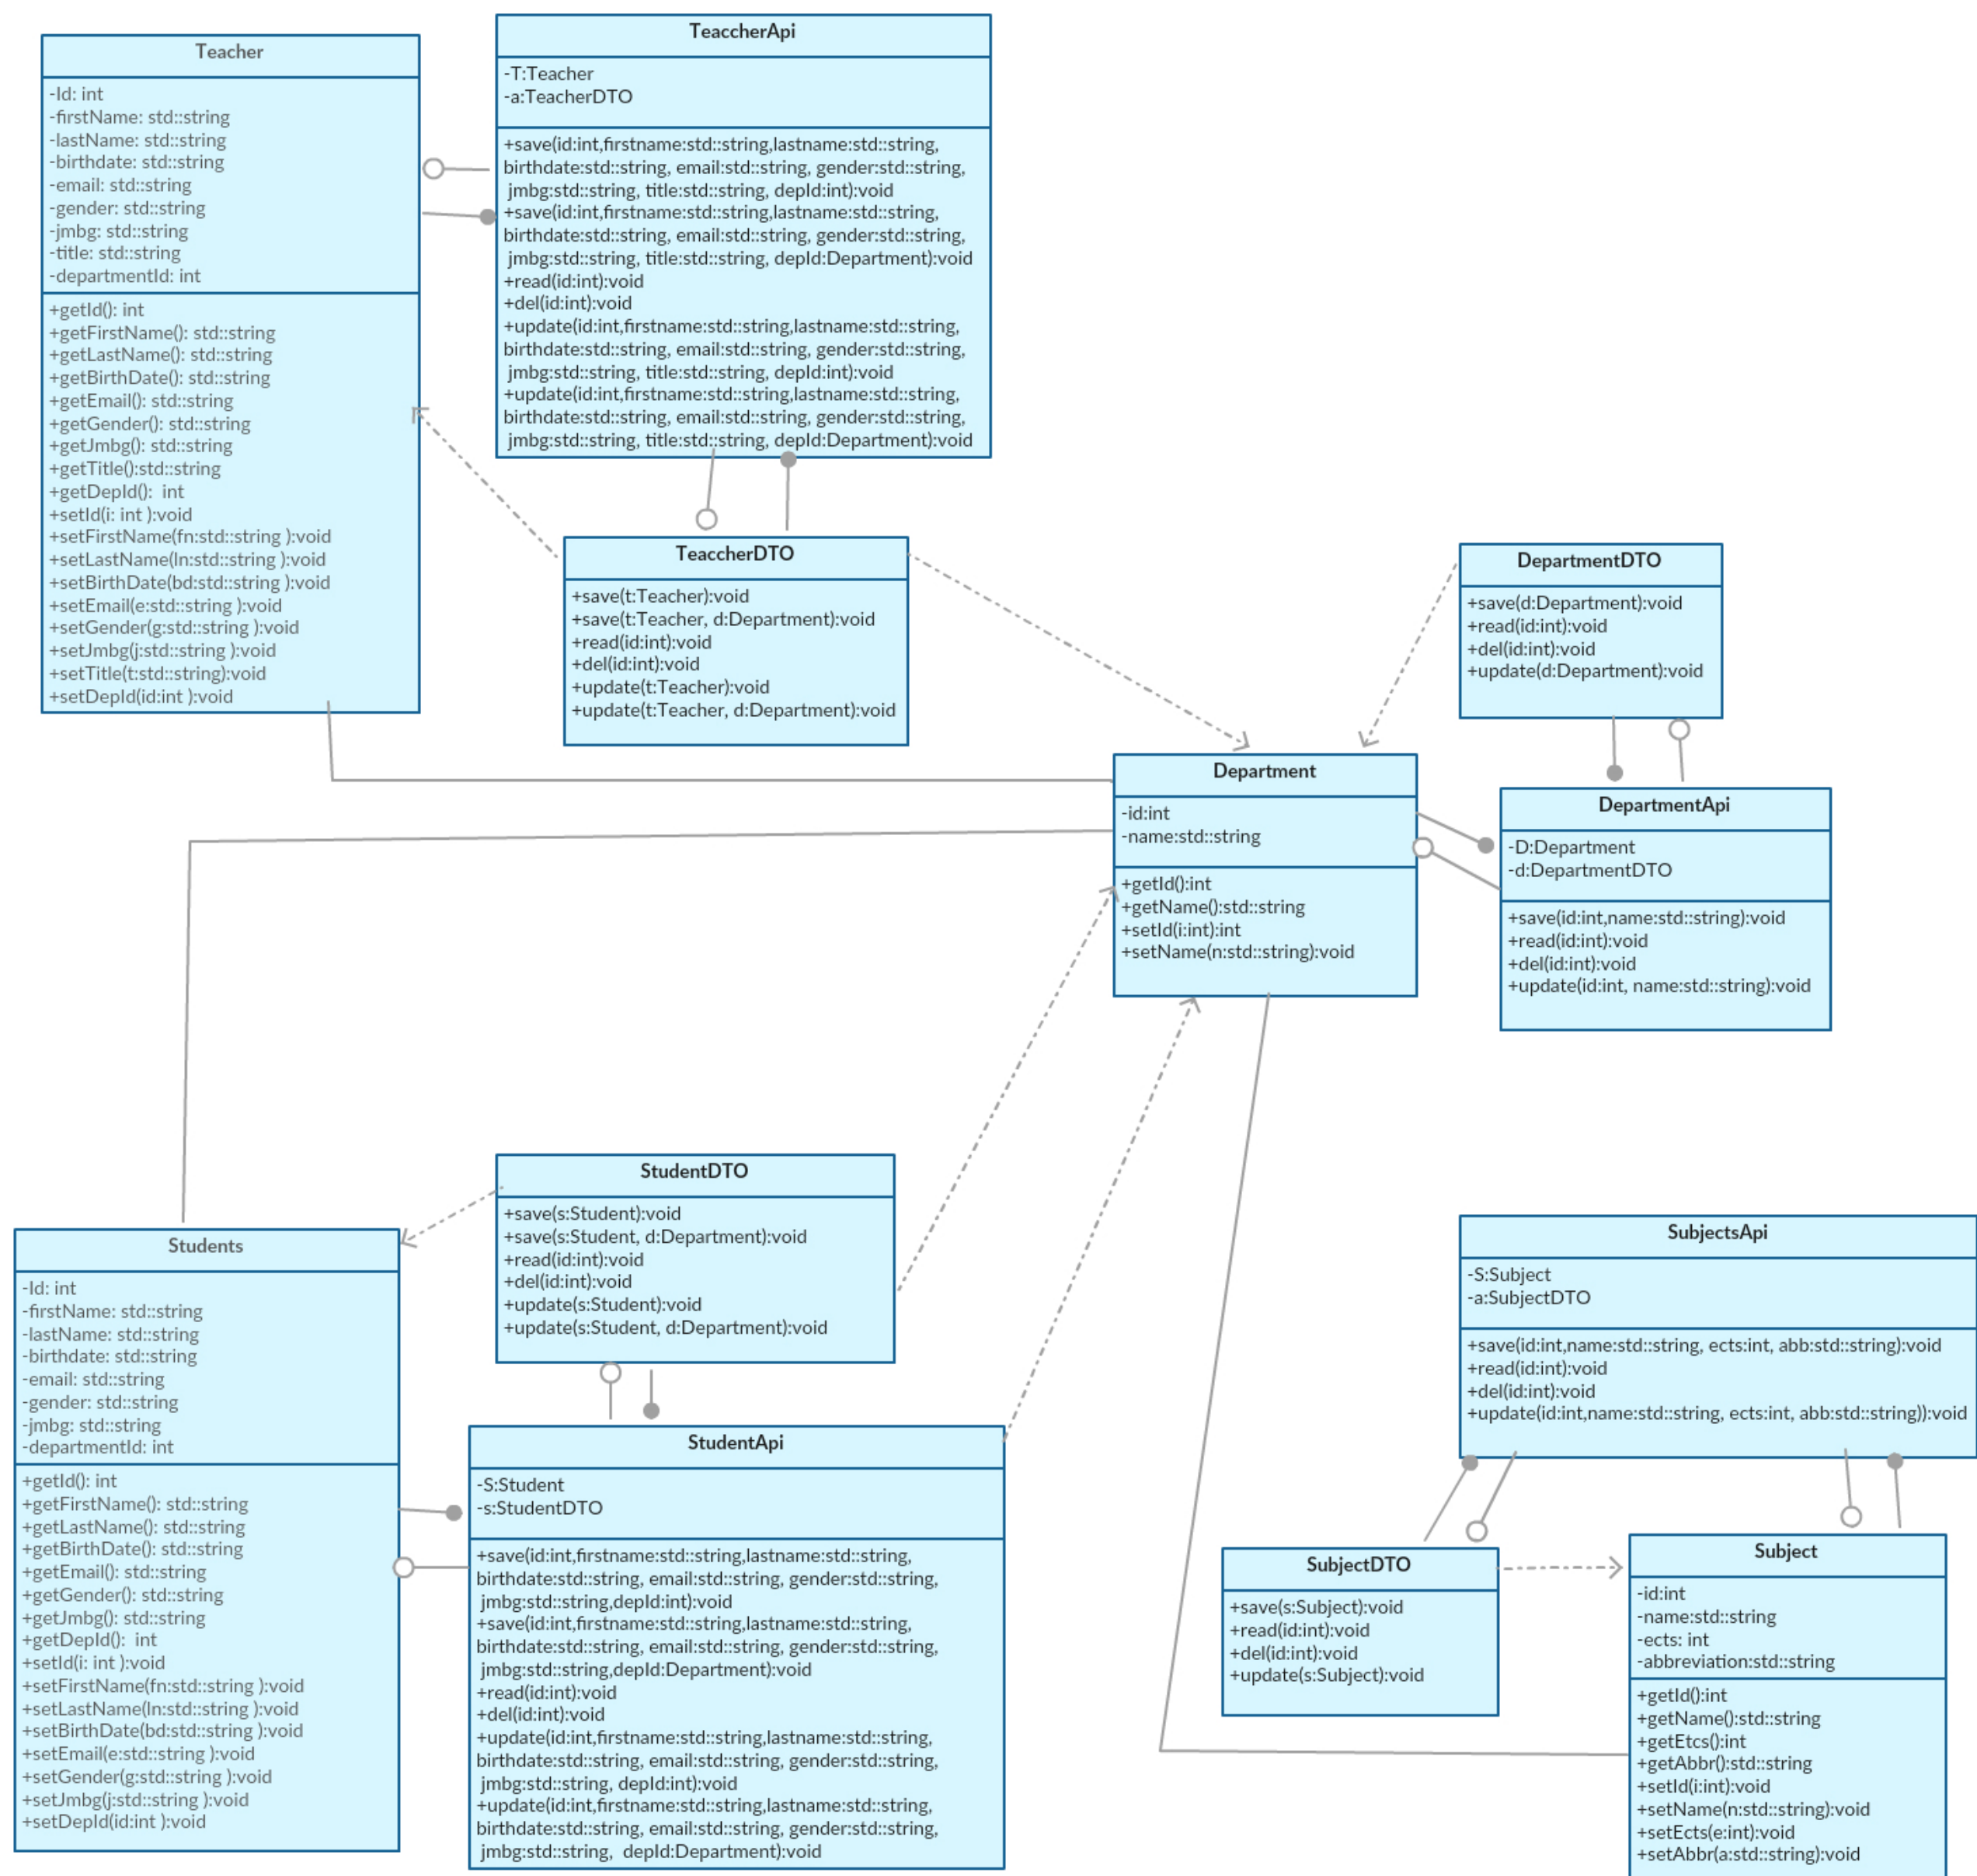 Teacher
-Id: int
-firstName: std::string
-lastName: std::string
-birthdate: std::string
-email: std::string
-gender: std::string
-jmbg: std::string
-title: std::string
-departmentId: int
+getId(): int
+getFirstName(): std::string
+getLastName(): std::string
+getBirthDate(): std::string
+getEmail(): std::string
+getGender(): std::string
+getJmbg(): std::string
+getTitle():std::string
+getDepId():  int
+setId(i: int ):void
+setFirstName(fn:std::string ):void
+setLastName(ln:std::string ):void
+setBirthDate(bd:std::string ):void
+setEmail(e:std::string ):void
+setGender(g:std::string ):void
+setJmbg(j:std::string ):void
+setTitle(t:std::string):void
+setDepId(id:int ):void
TeaccherApi
-T:Teacher
-a:TeacherDTO
+save(id:int,firstname:std::string,lastname:std::string,
birthdate:std::string, email:std::string, gender:std::string,
jmbg:std::string, title:std::string, depId:int):void
+save(id:int,firstname:std::string,lastname:std::string,
birthdate:std::string, email:std::string, gender:std::string,
jmbg:std::string, title:std::string, depId:Department):void
+read(id:int):void
+del(id:int):void
+update(id:int,firstname:std::string,lastname:std::string,
birthdate:std::string, email:std::string, gender:std::string,
jmbg:std::string, title:std::string, depId:int):void
+update(id:int,firstname:std::string,lastname:std::string,
birthdate:std::string, email:std::string, gender:std::string,
jmbg:std::string, title:std::string, depId:Department):void
TeaccherDTO
+save(t:Teacher):void
+save(t:Teacher, d:Department):void
+read(id:int):void
+del(id:int):void
+update(t:Teacher):void
+update(t:Teacher, d:Department):void
DepartmentDTO
+save(d:Department):void
+read(id:int):void
+del(id:int):void
+update(d:Department):void
Department
-id:int
-name:std::string
+getId():int
+getName():std::string
+setId(i:int):int
+setName(n:std::string):void
DepartmentApi
-D:Department
-d:DepartmentDTO
+save(id:int,name:std::string):void
+read(id:int):void
+del(id:int):void
+update(id:int, name:std::string):void
StudentDTO
+save(s:Student):void
+save(s:Student, d:Department):void
+read(id:int):void
+del(id:int):void
+update(s:Student):void
+update(s:Student, d:Department):void
Students
-Id: int
-firstName: std::string
-lastName: std::string
-birthdate: std::string
-email: std::string
-gender: std::string
-jmbg: std::string
-departmentId: int
+getId(): int
+getFirstName(): std::string
+getLastName(): std::string
+getBirthDate(): std::string
+getEmail(): std::string
+getGender(): std::string
+getJmbg(): std::string
+getDepId():  int
+setId(i: int ):void
+setFirstName(fn:std::string ):void
+setLastName(ln:std::string ):void
+setBirthDate(bd:std::string ):void
+setEmail(e:std::string ):void
+setGender(g:std::string ):void
+setJmbg(j:std::string ):void
+setDepId(id:int ):void
StudentApi
-S:Student
-s:StudentDTO
+save(id:int,firstname:std::string,lastname:std::string,
birthdate:std::string, email:std::string, gender:std::string,
jmbg:std::string,depId:int):void
+save(id:int,firstname:std::string,lastname:std::string,
birthdate:std::string, email:std::string, gender:std::string,
jmbg:std::string,depId:Department):void
+read(id:int):void
+del(id:int):void
+update(id:int,firstname:std::string,lastname:std::string,
birthdate:std::string, email:std::string, gender:std::string,
jmbg:std::string, depId:int):void
+update(id:int,firstname:std::string,lastname:std::string,
birthdate:std::string, email:std::string, gender:std::string,
jmbg:std::string,  depId:Department):void
SubjectsApi
-S:Subject
-a:SubjectDTO
+save(id:int,name:std::string, ects:int, abb:std::string):void
+read(id:int):void
+del(id:int):void
+update(id:int,name:std::string, ects:int, abb:std::string)):void
SubjectDTO
+save(s:Subject):void
+read(id:int):void
+del(id:int):void
+update(s:Subject):void
Subject
-id:int
-name:std::string
-ects: int
-abbreviation:std::string
+getId():int
+getName():std::string
+getEtcs():int
+getAbbr():std::string
+setId(i:int):void
+setName(n:std::string):void
+setEcts(e:int):void
+setAbbr(a:std::string):void